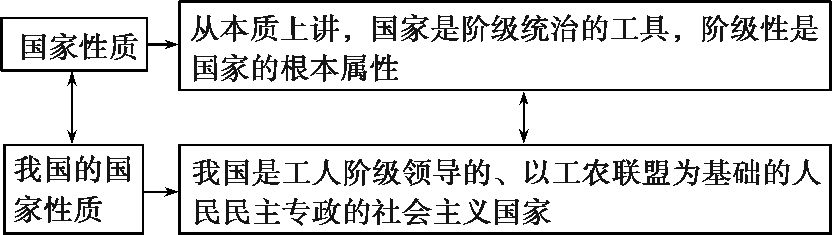 国家性质
从本质上讲，国家是阶级统治的工具，阶级性是
国家的根本属性
我国的国
家性质
我国是工人阶级领导的、以工农联盟为基础的人
民民主专政的社会主义国家